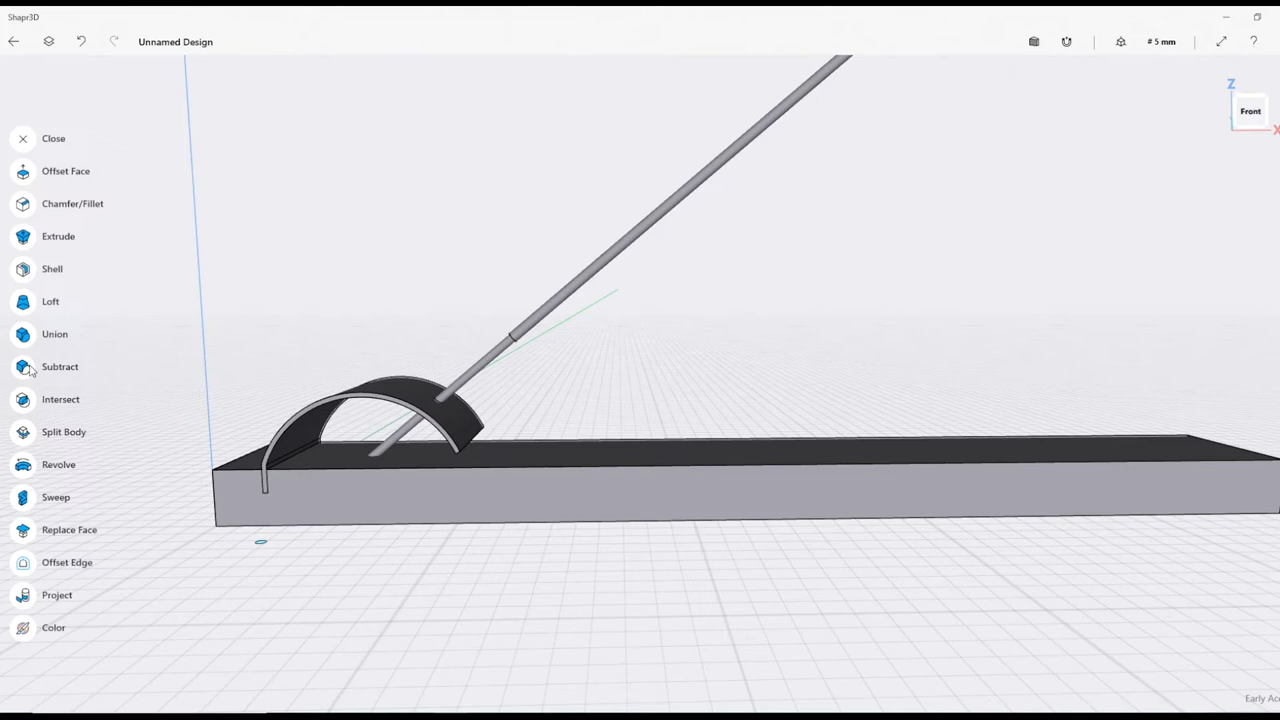 Shapr3D
Unnamed Design
# 5 mm
?
Z
Front
X
Close
Offset Face
Chamfer/Fillet
Extrude
Shell
Loft
Union
Subtract
Intersect
Split Body
Revolve
Sweep
Replace Face
Offset Edge
Project
Color
Early